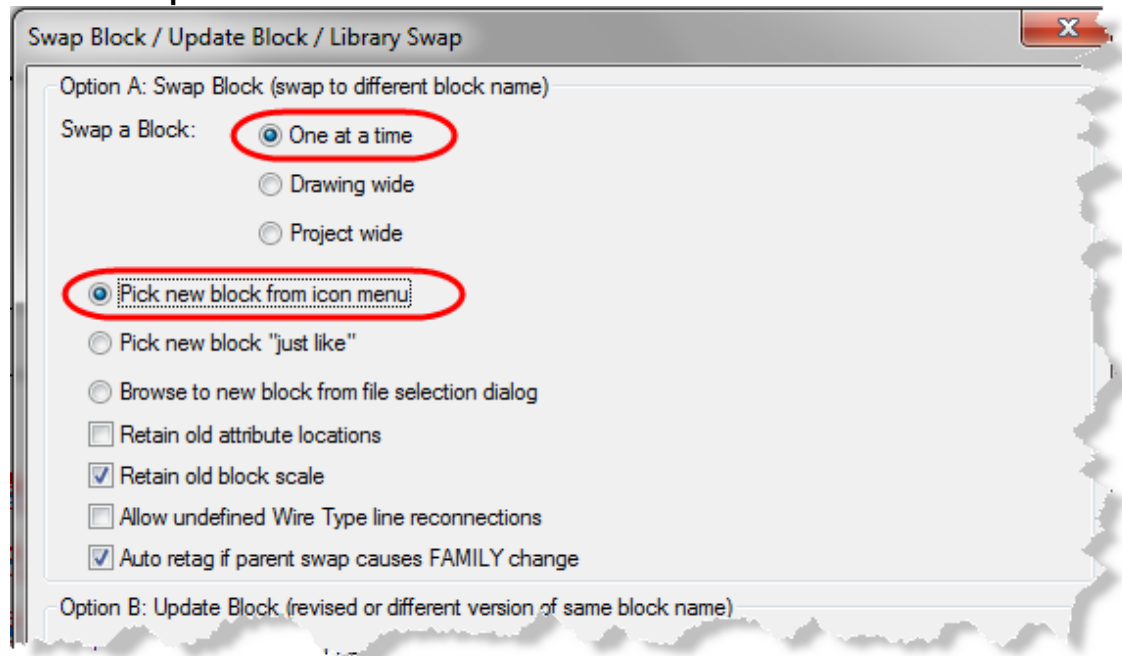 Swap Block / Update Block / Library Swap
Option A: Swap Block (swap to different block name)
Swap a Block:
One at a time
Drawing wide
Project wide
Pick new block from icon menu
Pick new block "just like"
Browse to new block from file selection dialog
Retain old attribute locations
Retain old block scale
Allow undefined Wire Type line reconnections
Auto retag if parent swap causes FAMILY change
Option B: Update Block (revised or different version of same block name)